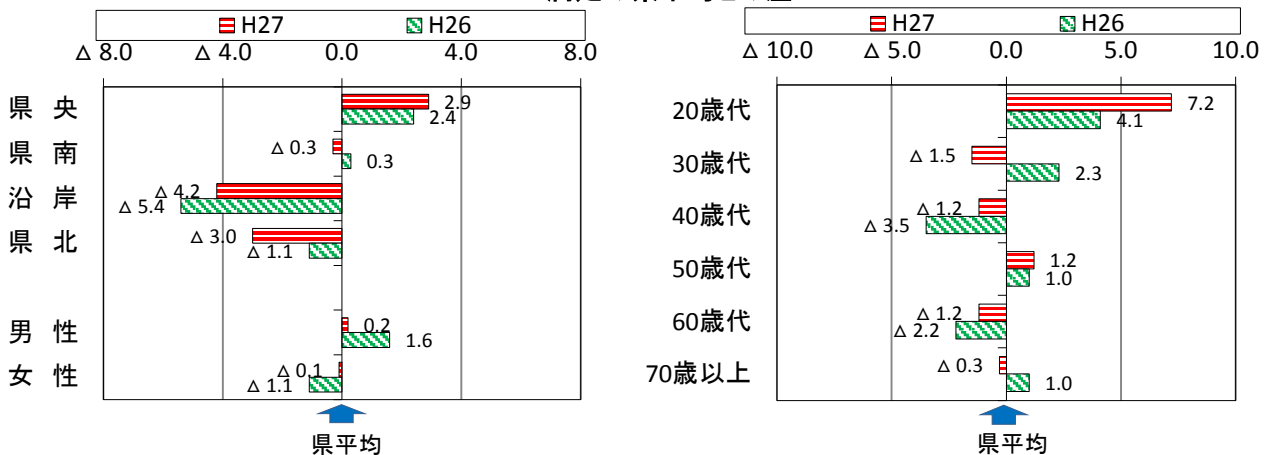 H27 H26
△ 8.0 △ 4.0 0.0 4.0 8.0
県 央 2.9
2.4
県 南 △ 0.3 0.3
沿 岸 △ 4.2
△ 5.4
県 北 △ 3.0
△ 1.1
男 性 0.2
1.6
女 性 △ 0.1
△ 1.1
県平均
H27 H26
△ 10.0 △ 5.0 0.0 5.0 10.0
20歳代 7.2
4.1
30歳代 △ 1.5
2.3
40歳代 △ 1.2
△ 3.5
50歳代 1.2
1.0
60歳代 △ 1.2
△ 2.2
70歳以上 △ 0.3
1.0
県平均